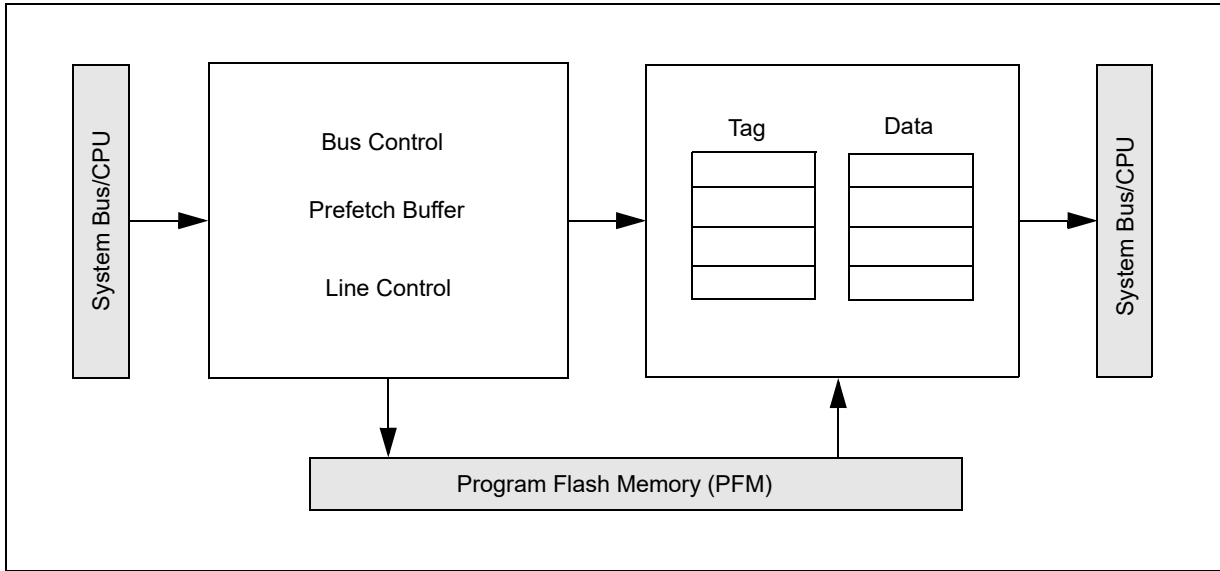 System Bus/CPU
Bus Control
Prefetch Buffer
Line Control
Tag
Data
System Bus/CPU
Program Flash Memory (PFM)